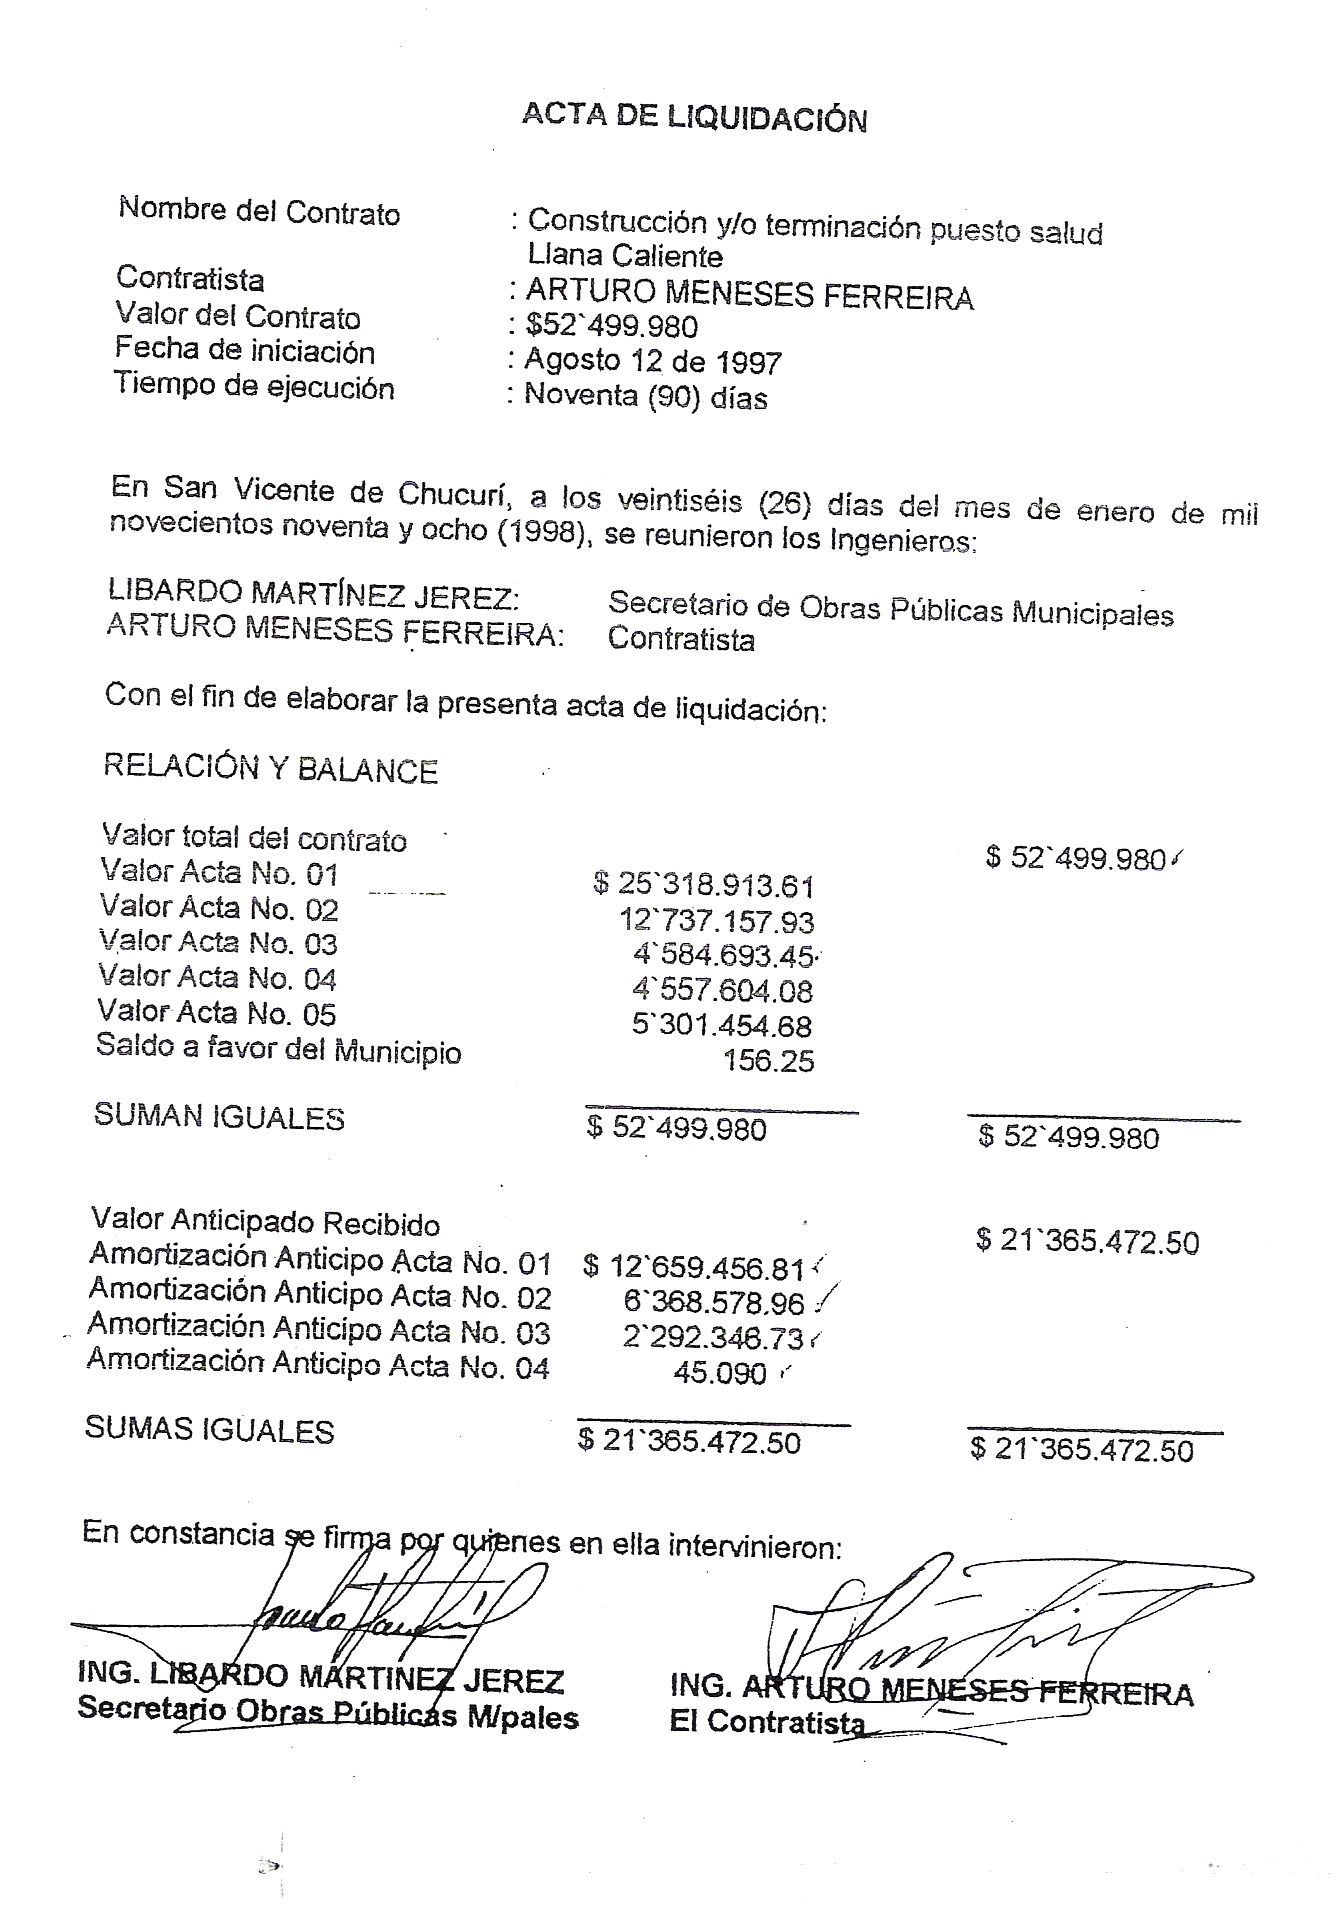 ACTA DE LIQUIDACIÓN
Nombre del Contrato : Construcción y/o terminación puesto salud
Llana Caliente
Contratista : ARTURO MENESES FERREIRA
Valor del Contrato : $52`499.980
Fecha de iniciación : Agosto 12 de 1997
Tiempo de ejecución : Noventa (90) días
En San Vicente de Chucurí, a los veintiséis (26) días del mes de enero de mil
novecientos noventa y ocho (1998), se reunieron los Ingenieros:
LIBARDO MARTÍNEZ JEREZ: Secretario de Obras Públicas Municipales
ARTURO MENESES FERREIRA: Contratista
Con el fin de elaborar la presenta acta de liquidación:
RELACIÓN Y BALANCE
Valor total del contrato $ 52`499.980
Valor Acta No. 01 $ 25`318.913.61
Valor Acta No. 02 12`737.157.93
Valor Acta No. 03 4`584.693.45
Valor Acta No. 04 4`557.604.08
Valor Acta No. 05 5`301.454.68
Saldo a favor del Municipio 156.25
SUMAN IGUALES $ 52`499.980 $ 52`499.980
Valor Anticipado Recibido $ 21`365.472.50
Amortización Anticipo Acta No. 01 $ 12`659.456.81
Amortización Anticipo Acta No. 02 6`368.578.96
Amortización Anticipo Acta No. 03 2`292.346.73
Amortización Anticipo Acta No. 04 45.090
SUMAS IGUALES $ 21`365.472.50 $ 21`365.472.50
En constancia se firma por quienes en ella intervinieron:
ING. LIBARDO MARTINEZ JEREZ ING. ARTURO MENESES FERREIRA
Secretario Obras Públicas M/pales El Contratista